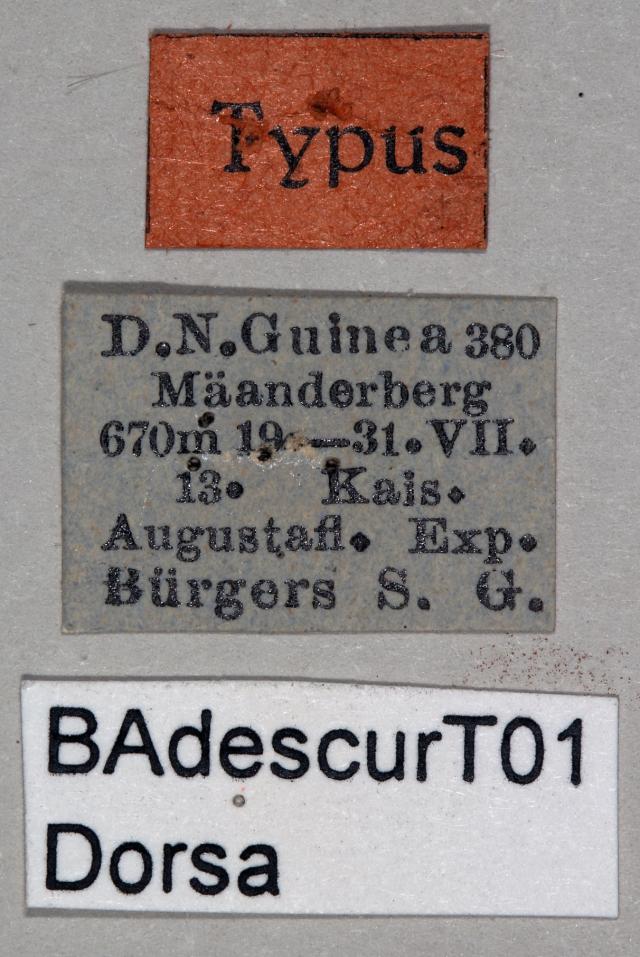 Typus
D.N.Guinea 380
Mäanderberg
670m 19.—31.VII.
13. Kais.
Augustafl. Exp.
Bürgers S. G.
BAdescurT01
Dorsa